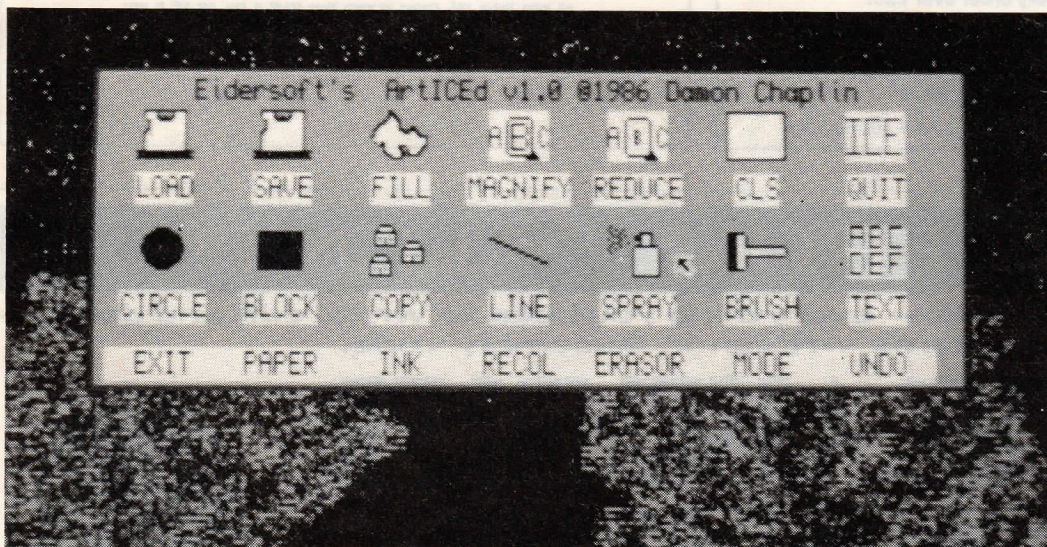 Eidersoft's ArtICEd v1.0 @1986 Damon Chaplin
ABC ABC ICE
LOAD SAVE FILL MAGNIFY REDUCE CLS QUIT
ABC
DEF
CIRCLE BLOCK COPY LINE SPRAY BRUSH TEXT
EXIT PAPER INK RECOL ERASOR MODE UNDO